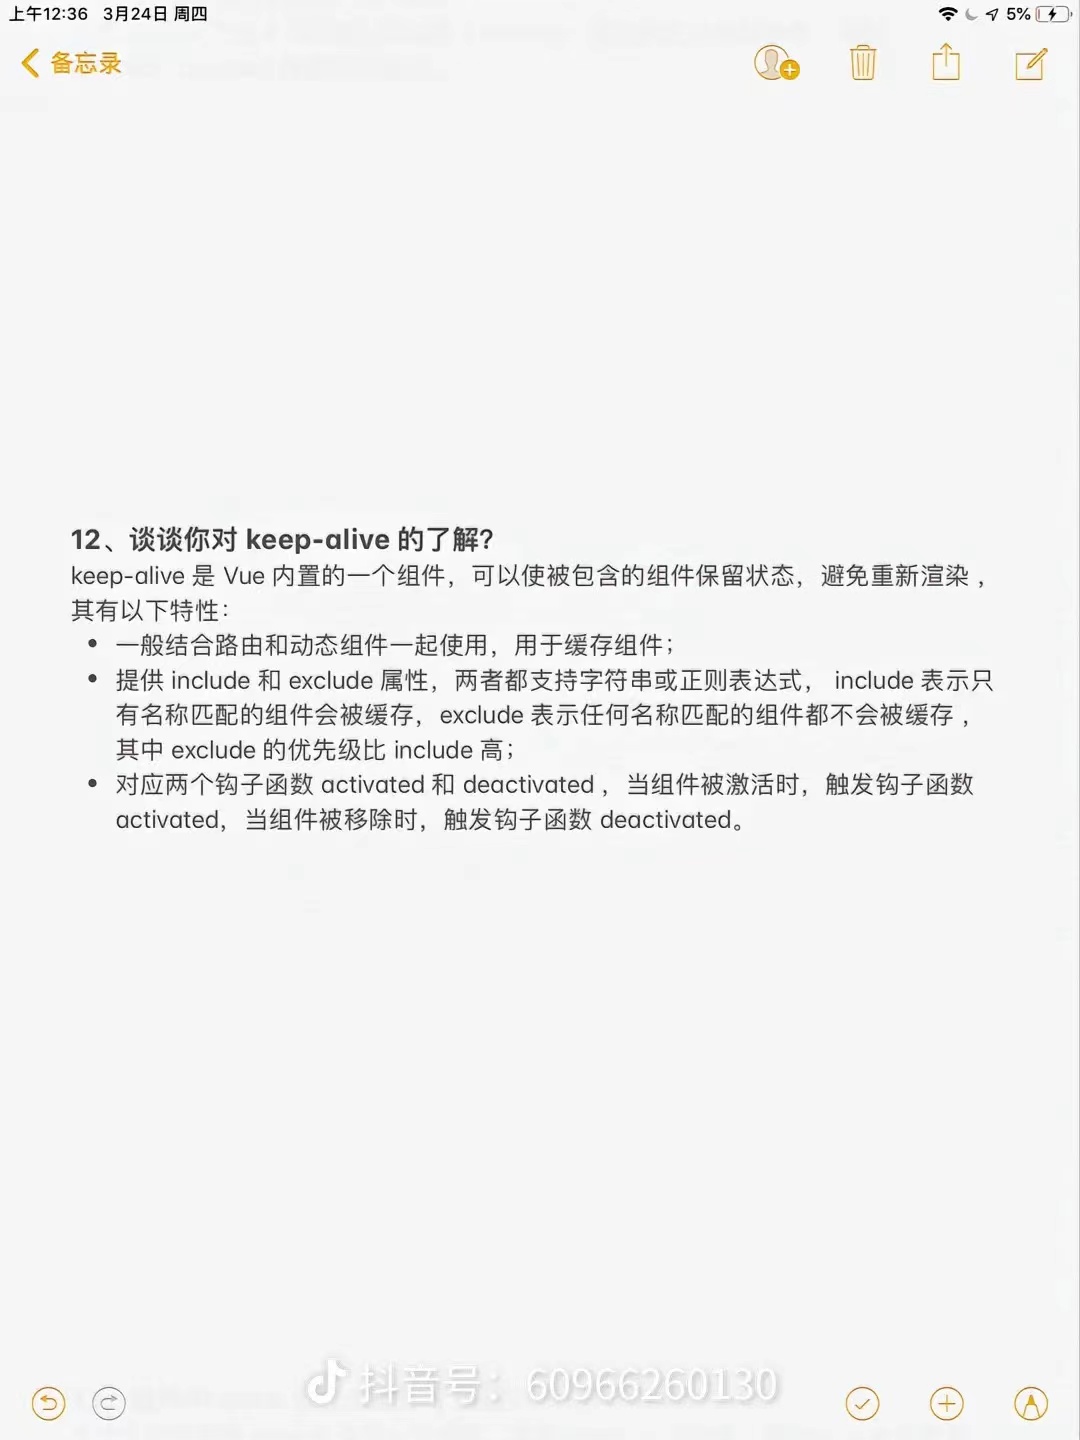 上午12:36 3月24日 周四
5%
备忘录
12、谈谈你对 keep-alive 的了解？
keep-alive 是 Vue 内置的一个组件，可以使被包含的组件保留状态，避免重新渲染 ，
其有以下特性：
• 一般结合路由和动态组件一起使用，用于缓存组件；
• 提供 include 和 exclude 属性，两者都支持字符串或正则表达式， include 表示只
有名称匹配的组件会被缓存，exclude 表示任何名称匹配的组件都不会被缓存 ，
其中 exclude 的优先级比 include 高；
• 对应两个钩子函数 activated 和 deactivated ，当组件被激活时，触发钩子函数
activated，当组件被移除时，触发钩子函数 deactivated。
抖音号：60966260130